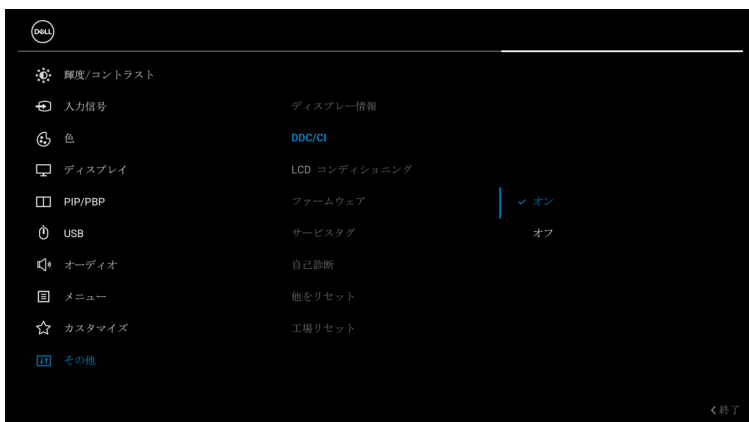 DELL
輝度/コントラスト
入力信号
色
ディスプレイ
PIP/PBP
USB
オーディオ
メニュー
カスタマイズ
その他
ディスプレー情報
DDC/CI
LCD コンディショニング
ファームウェア
サービスタグ
自己診断
他をリセット
工場リセット
オン
オフ
終了